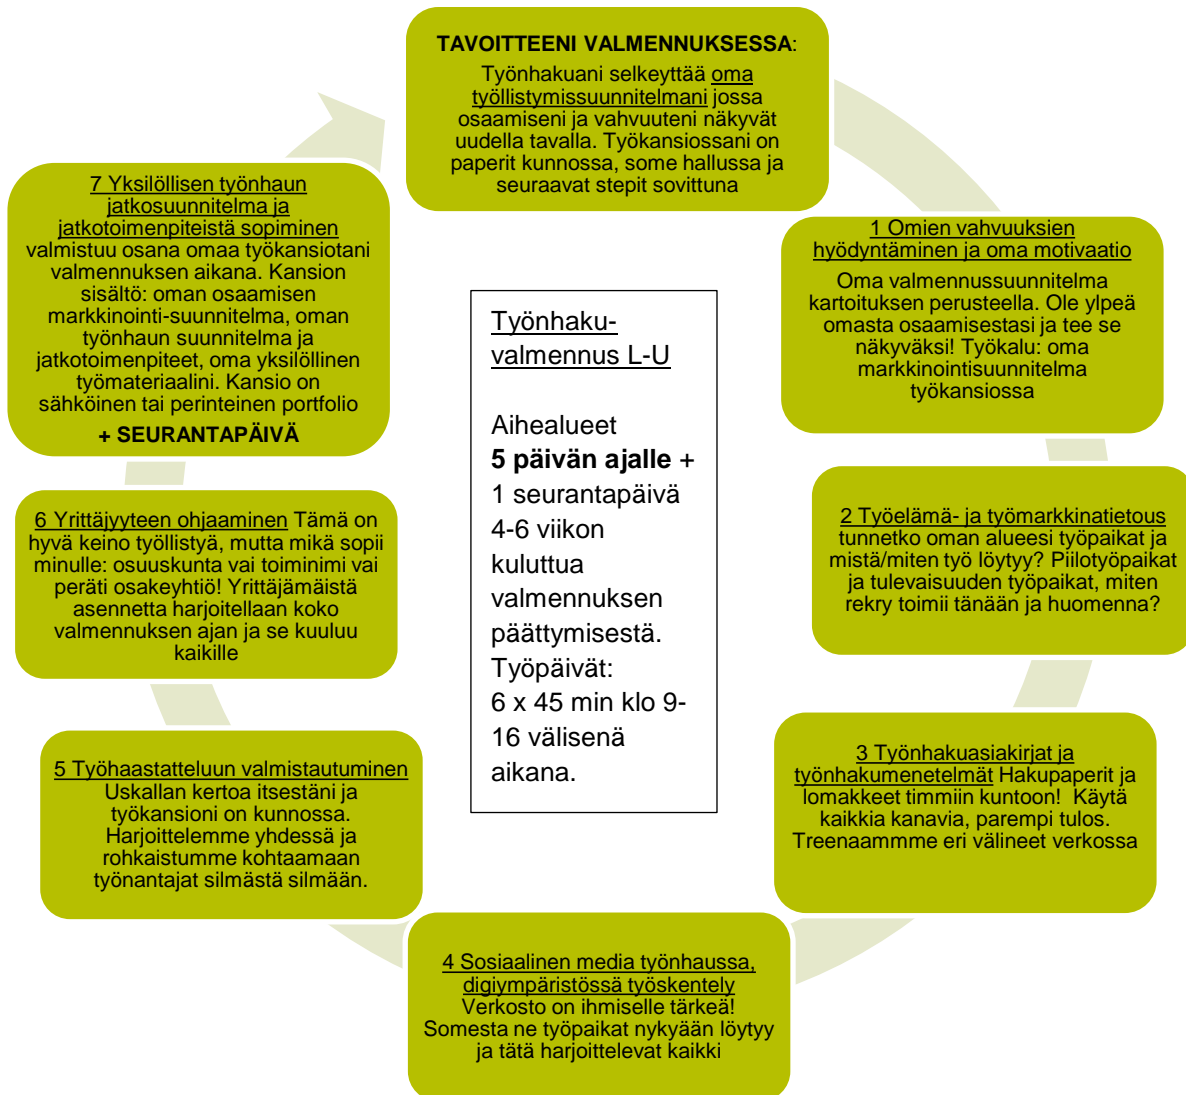 TAVOITTEENI VALMENNUKSESSA:
Työnhakuani selkeyttää oma
työllistymissuunnitelmani jossa
osaamiseni ja vahvuuteni näkyvät
uudella tavalla. Työkansiossani on
paperit kunnossa, some hallussa ja
seuraavat stepit sovittuna
1 Omien vahvuuksien
hyödyntäminen ja oma motivaatio
Oma valmennussuunnitelma
kartoituksen perusteella. Ole ylpeä
omasta osaamisestasi ja tee se
näkyväksi! Työkalu: oma
markkinointisuunnitelma
työkansiossa
2 Työelämä- ja työmarkkinatietous
tunnetko oman alueesi työpaikat ja
mistä/miten työ löytyy? Piilotyöpaikat
ja tulevaisuuden työpaikat, miten
rekry toimii tänään ja huomenna?
3 Työnhakuasiakirjat ja
työnhakumenetelmät Hakupaperit ja
lomakkeet timmiin kuntoon!  Käytä
kaikkia kanavia, parempi tulos.
Treenaammme eri välineet verkossa
4 Sosiaalinen media työnhaussa,
digiympäristössä työskentely
Verkosto on ihmiselle tärkeä!
Somesta ne työpaikat nykyään löytyy
ja tätä harjoittelevat kaikki
5 Työhaastatteluun valmistautuminen
Uskallan kertoa itsestäni ja
työkansioni on kunnossa.
Harjoittelemme yhdessä ja
rohkaistumme kohtaamaan
työnantajat silmästä silmään.
6 Yrittäjyyteen ohjaaminen Tämä on
hyvä keino työllistyä, mutta mikä sopii
minulle: osuuskunta vai toiminimi vai
peräti osakeyhtiö! Yrittäjämäistä
asennetta harjoitellaan koko
valmennuksen ajan ja se kuuluu
kaikille
7 Yksilöllisen työnhaun
jatkosuunnitelma ja
jatkotoimenpiteistä sopiminen
valmistuu osana omaa työkansiotani
valmennuksen aikana. Kansion
sisältö: oman osaamisen
markkinointi-suunnitelma, oman
työnhaun suunnitelma ja
jatkotoimenpiteet, oma yksilöllinen
työmateriaalini. Kansio on
sähköinen tai perinteinen portfolio
+ SEURANTAPÄIVÄ
Työnhaku-
valmennus L-U
Aihealueet
5 päivän ajalle +
1 seurantapäivä
4-6 viikon
kuluttua
valmennuksen
päättymisestä.
Työpäivät:
6 x 45 min klo 9-
16 välisenä
aikana.